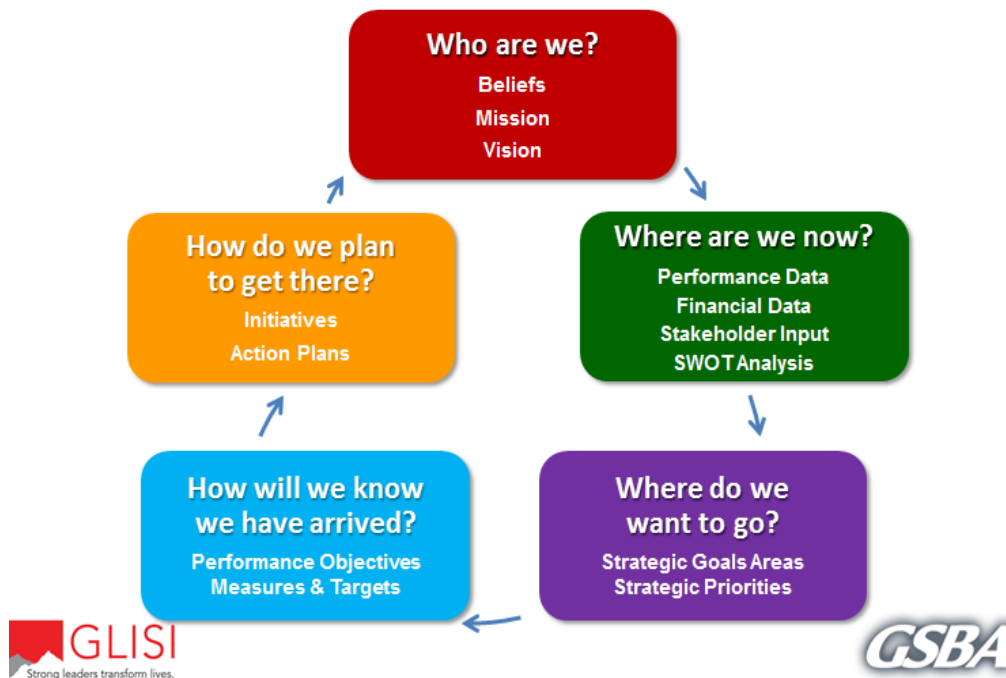 Who are we?
Beliefs
Mission
Vision
Where are we now?
Performance Data
Financial Data
Stakeholder Input
SWOT Analysis
Where do we
want to go?
Strategic Goals Areas
Strategic Priorities
How will we know
we have arrived?
Performance Objectives
Measures & Targets
How do we plan
to get there?
Initiatives
Action Plans
GLISI
Strong leaders transform lives.
GSBA